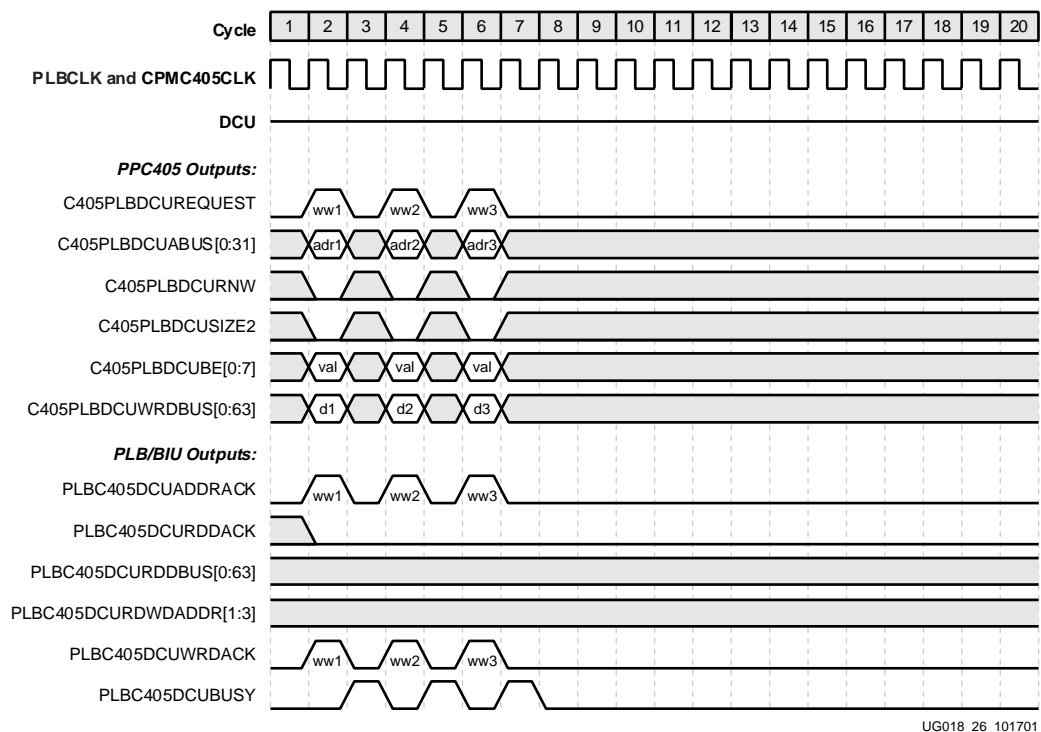 Cycle 1 2 3 4 5 6 7 8 9 10 11 12 13 14 15 16 17 18 19 20
PLBCLK and CPMC405CLK
DCU
PPC405 Outputs:
C405PLBDCUREQUEST ww1 ww2 ww3
C405PLBDCUABUS[0:31] adr1 adr2 adr3
C405PLBDCURNW
C405PLBDCUSIZE2
C405PLBDCUBE[0:7] val val val
C405PLBDCUWRDBUS[0:63] d1 d2 d3
PLB/BIU Outputs:
PLBC405DCUADDRACK ww1 ww2 ww3
PLBC405DCURDDACK
PLBC405DCURDDBUS[0:63]
PLBC405DCURDWDADDR[1:3]
PLBC405DCUWRDACK ww1 ww2 ww3
PLBC405DCUBUSY
UG018_26_101701